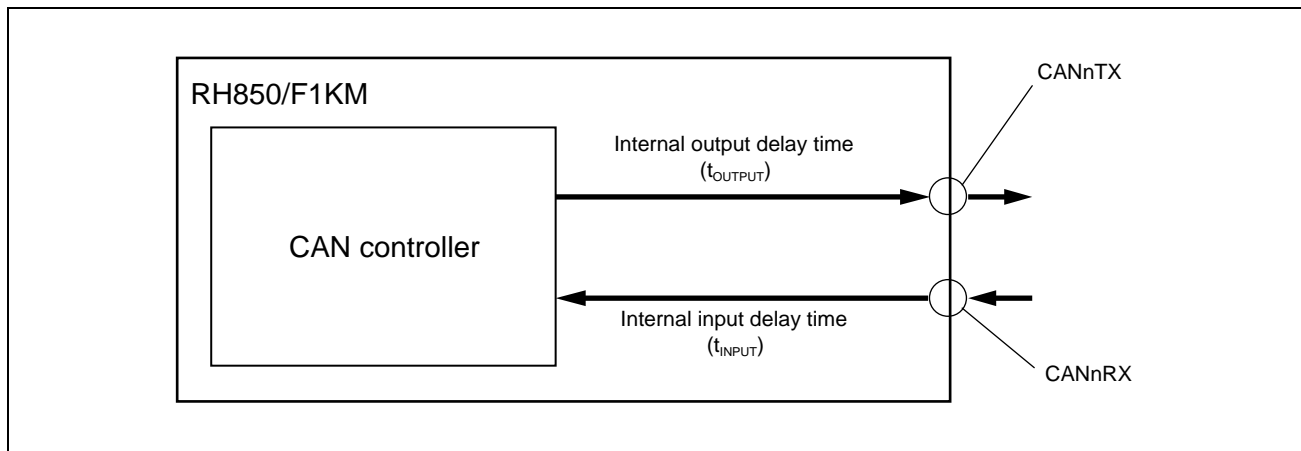 RH850/F1KM
CANnTX
Internal output delay time
(tOUTPUT)
CAN controller
Internal input delay time
(tINPUT)
CANnRX